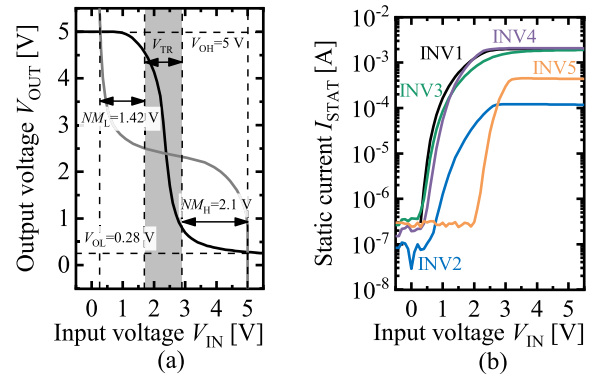 5
4
3
2
1
0
Output voltage V_OUT [V]
V_TR
V_OH=5 V
NM_L=1.42 V
NM_H=2.1 V
V_OL=0.28 V
0 1 2 3 4 5
Input voltage V_IN [V]
(a)
10⁻²
10⁻³
10⁻⁴
10⁻⁵
10⁻⁶
10⁻⁷
10⁻⁸
Static current I_STAT [A]
INV4
INV1
INV5
INV3
INV2
0 1 2 3 4 5
Input voltage V_IN [V]
(b)